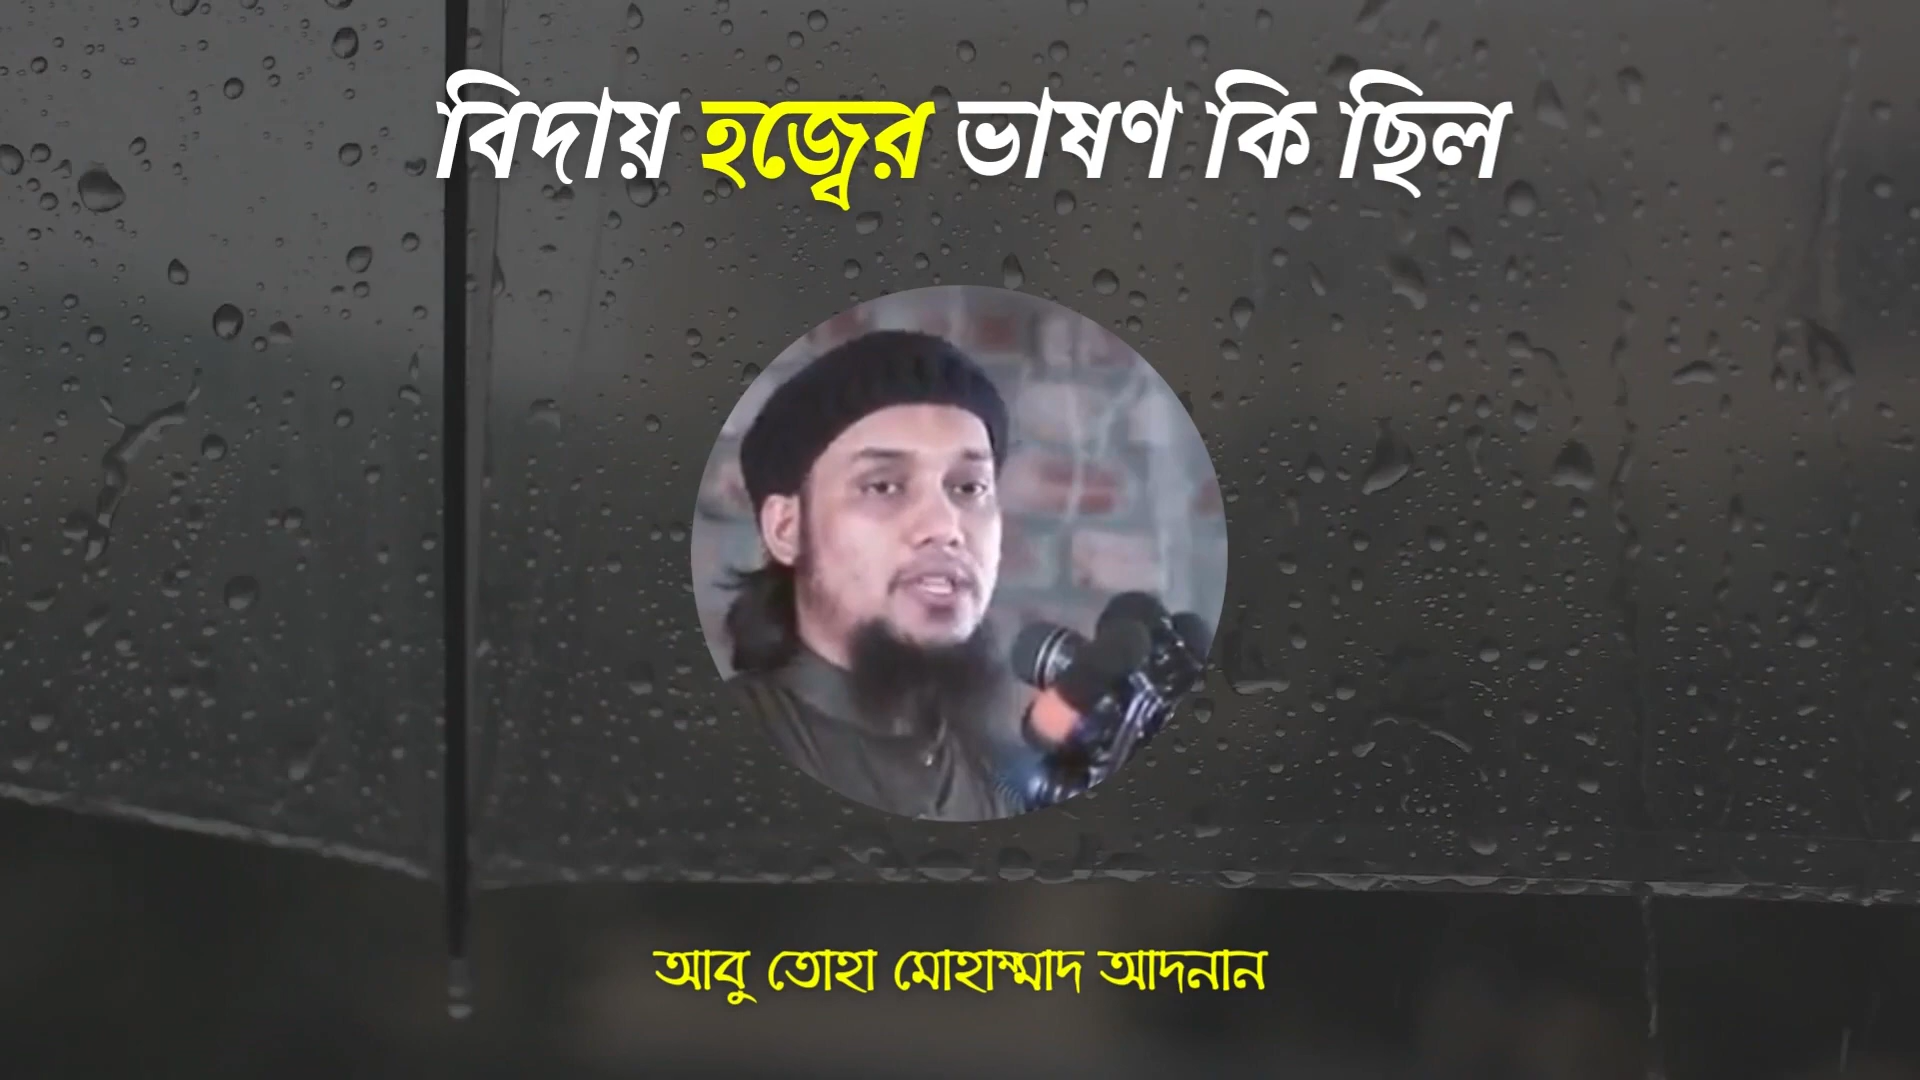 বিদায় হজ্বের ভাষণ কি ছিল
আবু তোহা মোহাম্মাদ আদনান